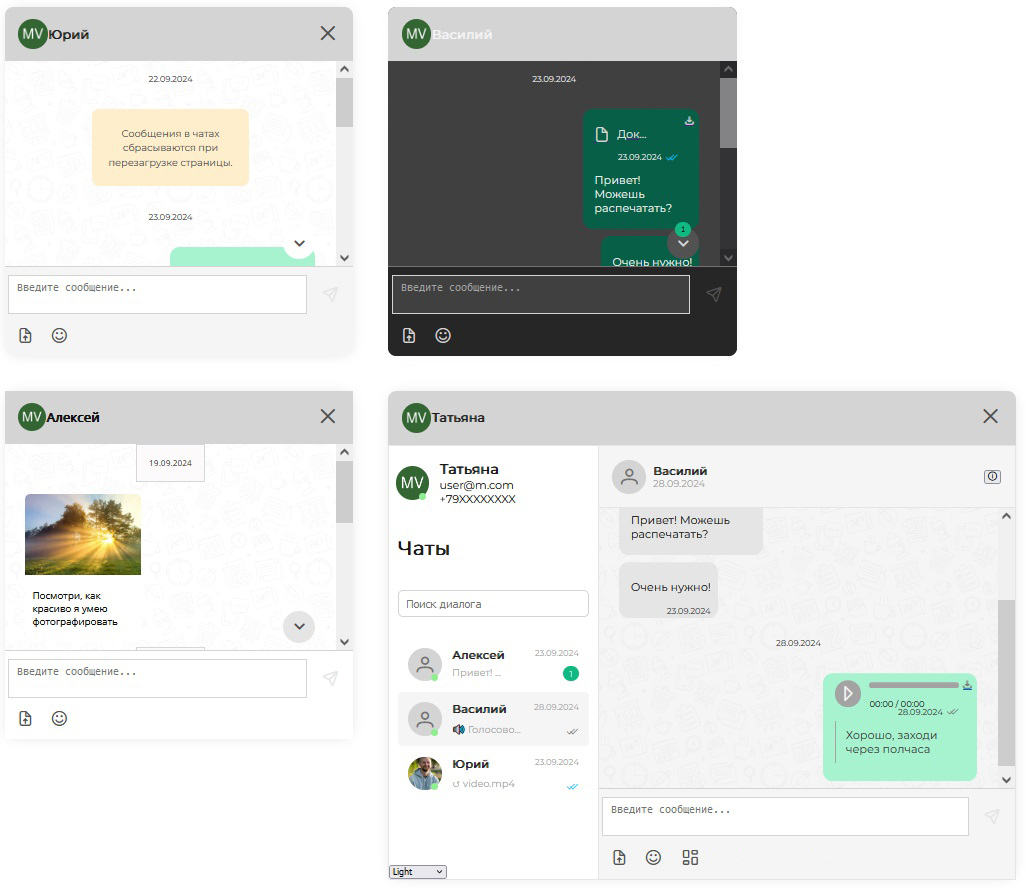 MV Юрий
22.09.2024
Сообщения в чатах
сбрасываются при
перезагрузке страницы.
23.09.2024
Введите сообщение...
MV Василий
23.09.2024
Док...
23.09.2024
Привет!
Можешь
распечатать?
1
Очень нужно!
Введите сообщение...
MV Алексей
19.09.2024
Посмотри, как
красиво я умею
фотографировать
Введите сообщение...
MV Татьяна
MV
Татьяна
user@m.com
+79XXXXXXXX
Чаты
Поиск диалога
Алексей 23.09.2024
Привет! ... 1
Василий 28.09.2024
Голосово...
Юрий 23.09.2024
↺ video.mp4
Light
Василий
28.09.2024
Привет! Можешь
распечатать?
Очень нужно!
23.09.2024
28.09.2024
00:00 / 00:00
28.09.2024
Хорошо, заходи
через полчаса
Введите сообщение...